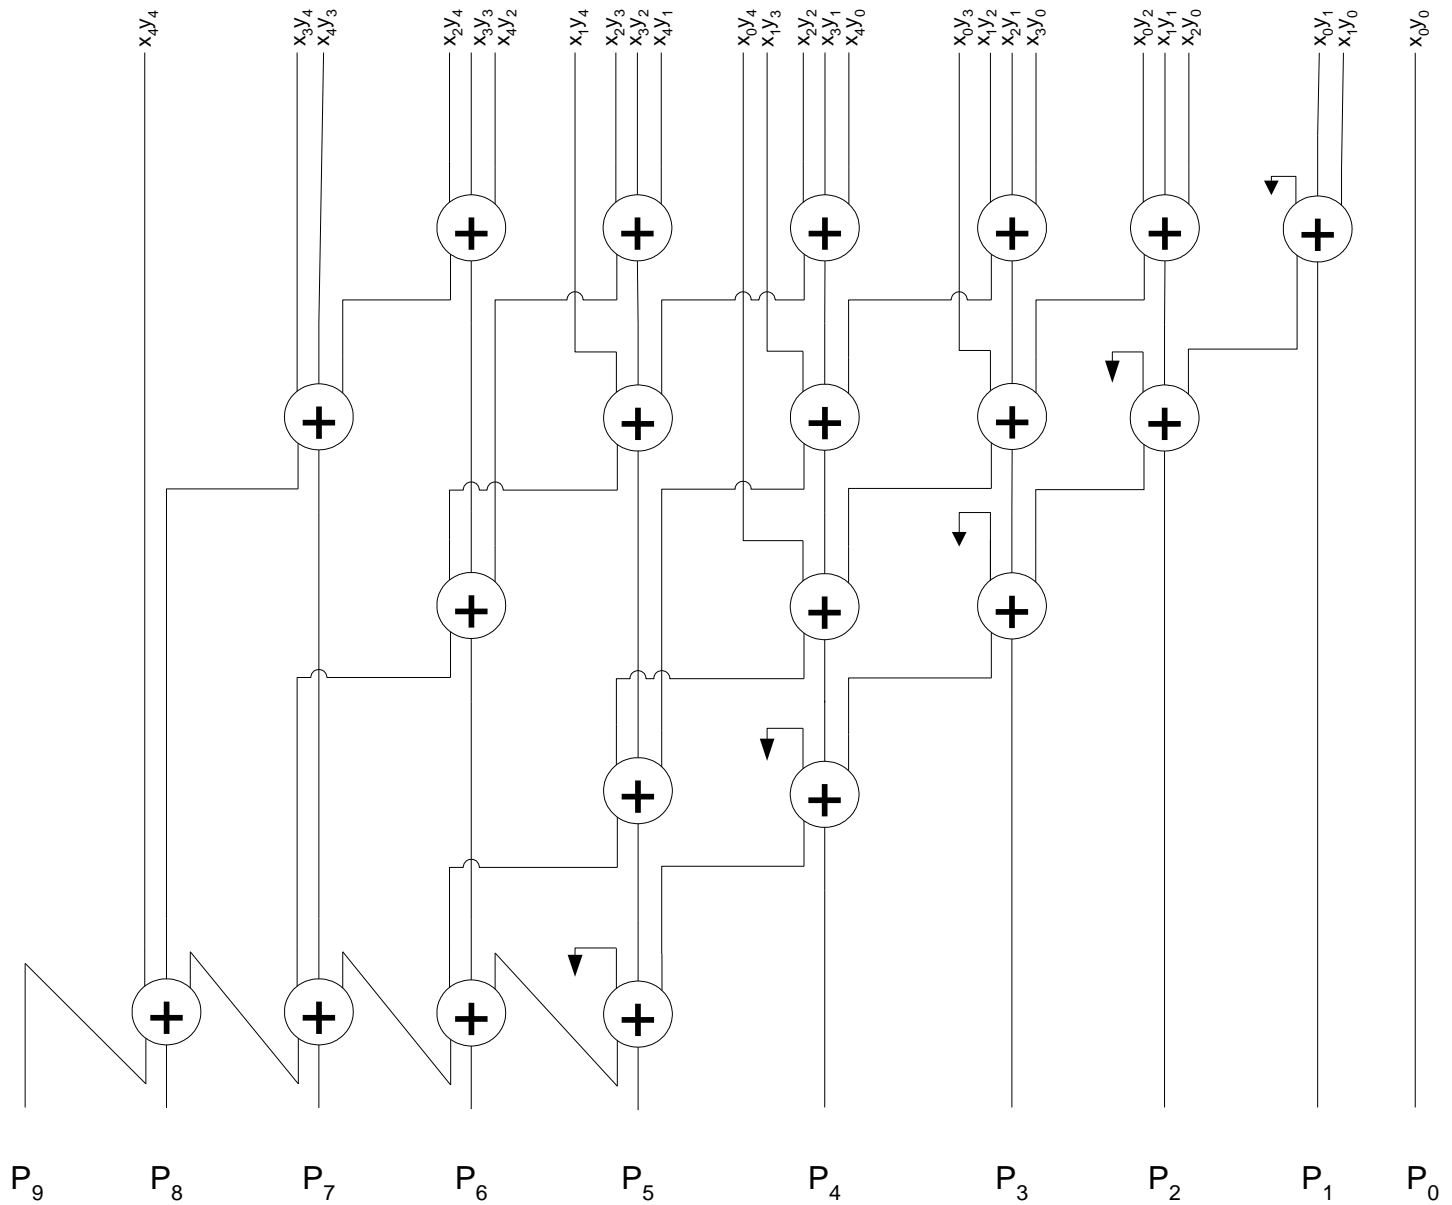 x₄y₄
x₃y₄
x₄y₃
x₂y₄
x₃y₃
x₄y₂
x₁y₄
x₂y₃
x₃y₂
x₄y₁
x₀y₄
x₁y₃
x₂y₂
x₃y₁
x₄y₀
x₀y₃
x₁y₂
x₂y₁
x₃y₀
x₀y₂
x₁y₁
x₂y₀
x₀y₁
x₁y₀
x₀y₀
+ + + + + +
+ + + + +
+ + +
+ +
+ + + +
P₉ P₈ P₇ P₆ P₅ P₄ P₃ P₂ P₁ P₀